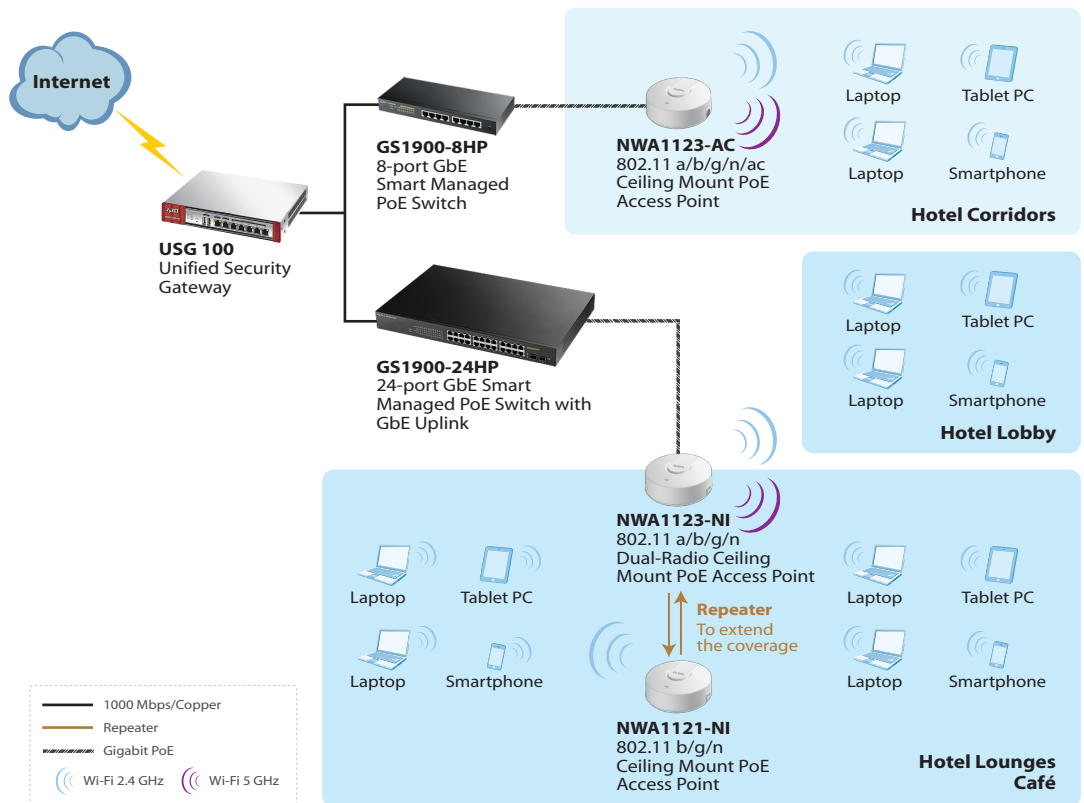 Internet
GS1900-8HP
8-port GbE
Smart Managed
PoE Switch
NWA1123-AC
802.11 a/b/g/n/ac
Ceiling Mount PoE
Access Point
Laptop
Tablet PC
Laptop
Smartphone
Hotel Corridors
USG 100
Unified Security
Gateway
GS1900-24HP
24-port GbE Smart
Managed PoE Switch with
GbE Uplink
Laptop
Tablet PC
Laptop
Smartphone
Hotel Lobby
NWA1123-NI
802.11 a/b/g/n
Dual-Radio Ceiling
Mount PoE Access Point
Laptop
Tablet PC
Laptop
Smartphone
Repeater
To extend
the coverage
Laptop
Tablet PC
Laptop
Smartphone
NWA1121-NI
802.11 b/g/n
Ceiling Mount PoE
Access Point
Hotel Lounges
Café
1000 Mbps/Copper
Repeater
Gigabit PoE
Wi-Fi 2.4 GHz
Wi-Fi 5 GHz